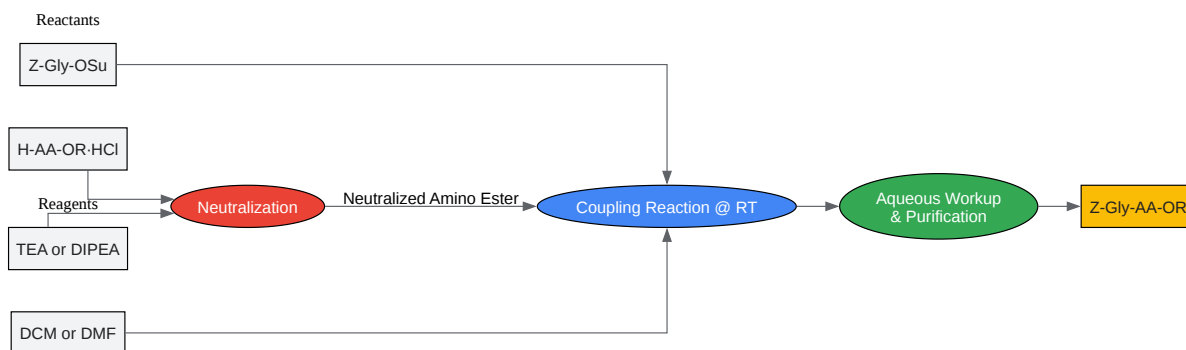 Reactants
Z-Gly-OSu
H-AA-OR·HCl
Reagents
TEA or DIPEA
DCM or DMF
Neutralization
Neutralized Amino Ester
Coupling Reaction @ RT
Aqueous Workup
& Purification
Z-Gly-AA-OR